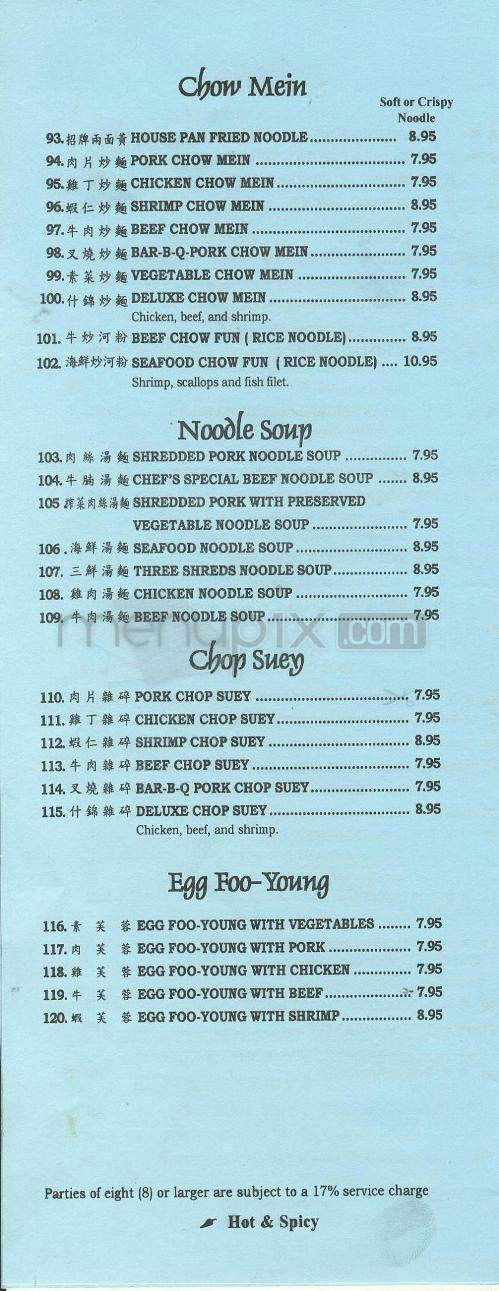 Chow Mein
Soft or Crispy
Noodle
93.招牌兩面黃 HOUSE PAN FRIED NOODLE..................... 8.95
94.肉片炒麵 PORK CHOW MEIN .................................... 7.95
95.雞丁炒麵 CHICKEN CHOW MEIN............................... 7.95
96.蝦仁炒麵 SHRIMP CHOW MEIN ................................. 8.95
97.牛肉炒麵 BEEF CHOW MEIN ..................................... 7.95
98.叉燒炒麵 BAR-B-Q-PORK CHOW MEIN....................... 7.95
99.素菜炒麵 VEGETABLE CHOW MEIN .......................... 7.95
100.什錦炒麵 DELUXE CHOW MEIN ................................. 8.95
Chicken, beef, and shrimp.
101.牛炒河粉 BEEF CHOW FUN ( RICE NOODLE).............. 8.95
102.海鮮炒河粉 SEAFOOD CHOW FUN ( RICE NOODLE) .... 10.95
Shrimp, scallops and fish filet.
Noodle Soup
103.肉絲湯麵 SHREDDED PORK NOODLE SOUP ............... 7.95
104.牛腩湯麵 CHEF'S SPECIAL BEEF NOODLE SOUP ....... 8.95
105 榨菜肉絲湯麵 SHREDDED PORK WITH PRESERVED
VEGETABLE NOODLE SOUP ....................... 7.95
106.海鮮湯麵 SEAFOOD NOODLE SOUP ........................... 8.95
107.三鮮湯麵 THREE SHREDS NOODLE SOUP.................. 8.95
108.雞肉湯麵 CHICKEN NOODLE SOUP ........................... 7.95
109.牛肉湯麵 BEEF NOODLE SOUP.................................. 7.95
menupix.com
Chop Suey
110.肉片雜碎 PORK CHOP SUEY ..................................... 7.95
111.雞丁雜碎 CHICKEN CHOP SUEY................................ 7.95
112.蝦仁雜碎 SHRIMP CHOP SUEY .................................. 8.95
113.牛肉雜碎 BEEF CHOP SUEY ...................................... 7.95
114.叉燒雜碎 BAR-B-Q PORK CHOP SUEY........................ 7.95
115.什錦雜碎 DELUXE CHOP SUEY.................................. 8.95
Chicken, beef, and shrimp.
Egg Foo-Young
116.素芙蓉 EGG FOO-YOUNG WITH VEGETABLES ........ 7.95
117.肉芙蓉 EGG FOO-YOUNG WITH PORK .................... 7.95
118.雞芙蓉 EGG FOO-YOUNG WITH CHICKEN .............. 7.95
119.牛芙蓉 EGG FOO-YOUNG WITH BEEF..................... 7.95
120.蝦芙蓉 EGG FOO-YOUNG WITH SHRIMP................. 8.95
Parties of eight (8) or larger are subject to a 17% service charge
Hot & Spicy